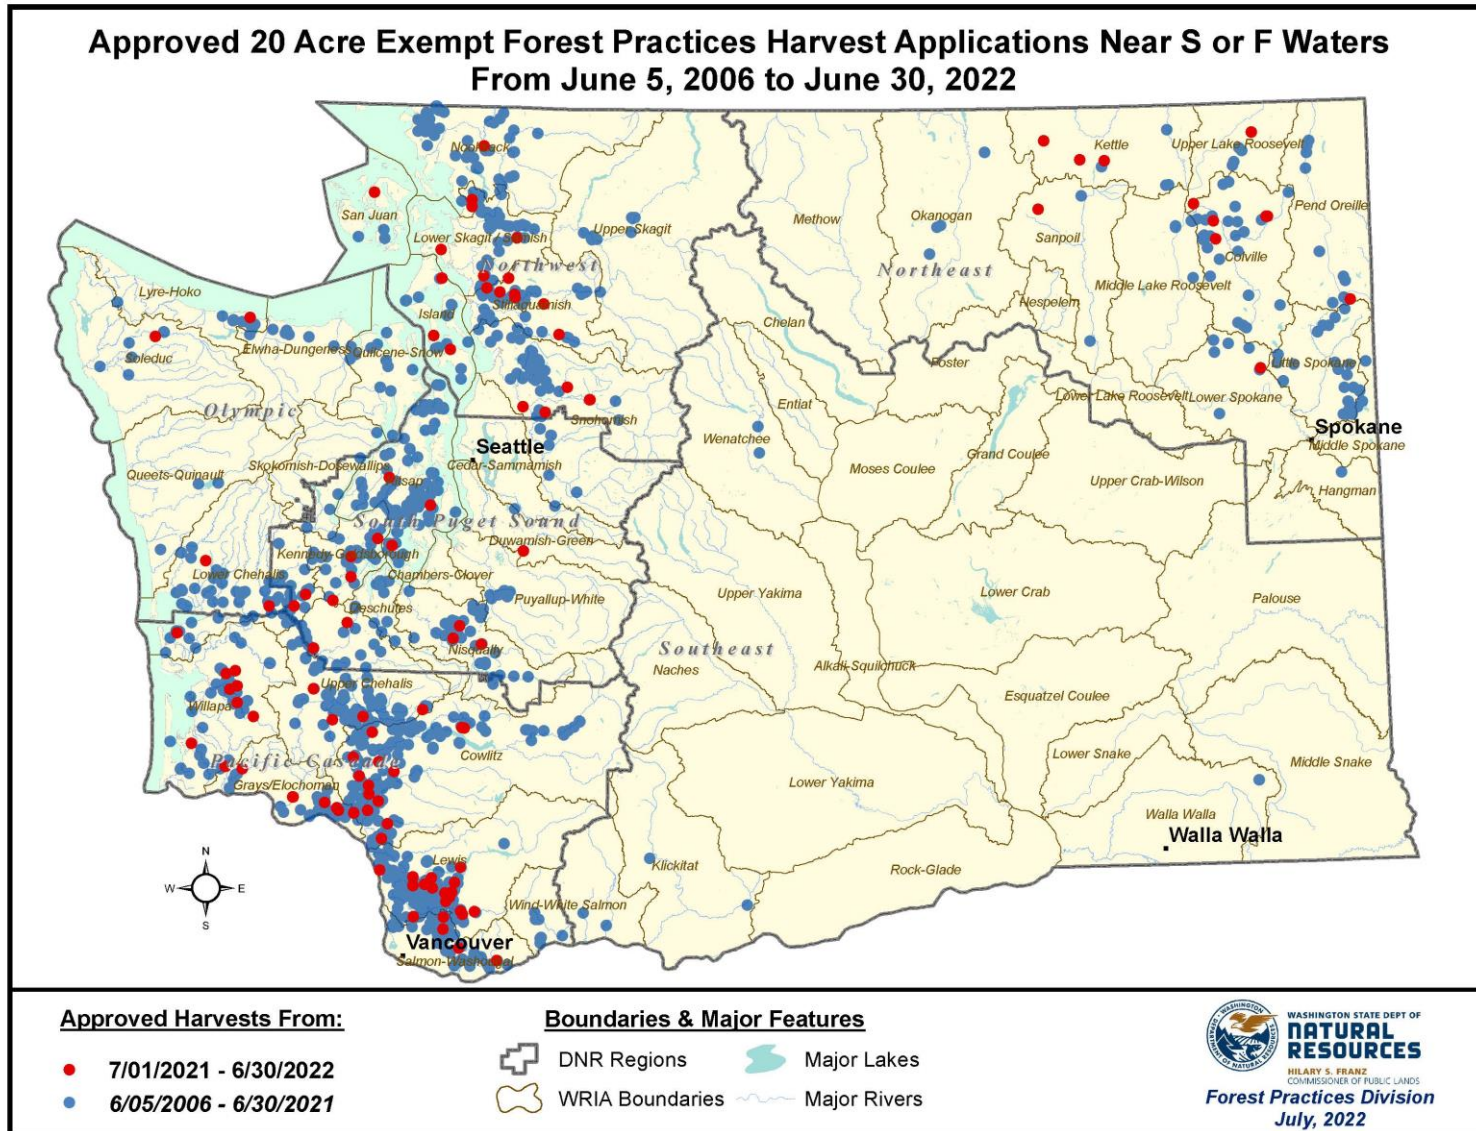 Approved 20 Acre Exempt Forest Practices Harvest Applications Near S or F Waters
From June 5, 2006 to June 30, 2022
Nooksack
San Juan
Lower Skagit / Samish
Upper Skagit
Northwest
Stillaguamish
Island
Lyre-Hoko
Soleduc
Elwha-Dungeness
Quilcene-Snow
Olympic
Snohomish
Seattle
Cedar-Sammamish
Skokomish-Dosewallips
Kitsap
Queets-Quinault
South Puget Sound
Duwamish-Green
Kennedy-Goldsborough
Lower Chehalis
Chambers-Clover
Puyallup-White
Deschutes
Nisqually
Upper Chehalis
Willapa
Pacific Cascade
Cowlitz
Grays/Elochoman
Lewis
Wind-White Salmon
Vancouver
Salmon-Washougal
Methow
Okanogan
Kettle
Upper Lake Roosevelt
Pend Oreille
Sanpoil
Northeast
Colville
Middle Lake Roosevelt
Nespelem
Chelan
Foster
Little Spokane
Lower Lake Roosevelt
Lower Spokane
Entiat
Wenatchee
Spokane
Middle Spokane
Moses Coulee
Grand Coulee
Upper Crab-Wilson
Hangman
Upper Yakima
Lower Crab
Palouse
Southeast
Naches
Alkali-Squilchuck
Esquatzel Coulee
Lower Snake
Middle Snake
Lower Yakima
Walla Walla
Walla Walla
Klickitat
Rock-Glade
N
W
E
S
Approved Harvests From:
7/01/2021 - 6/30/2022
6/05/2006 - 6/30/2021
Boundaries & Major Features
DNR Regions
Major Lakes
WRIA Boundaries
Major Rivers
WASHINGTON
DEPARTMENT OF NATURAL RESOURCES
WASHINGTON STATE DEPT OF
NATURAL
RESOURCES
HILARY S. FRANZ
COMMISSIONER OF PUBLIC LANDS
Forest Practices Division
July, 2022